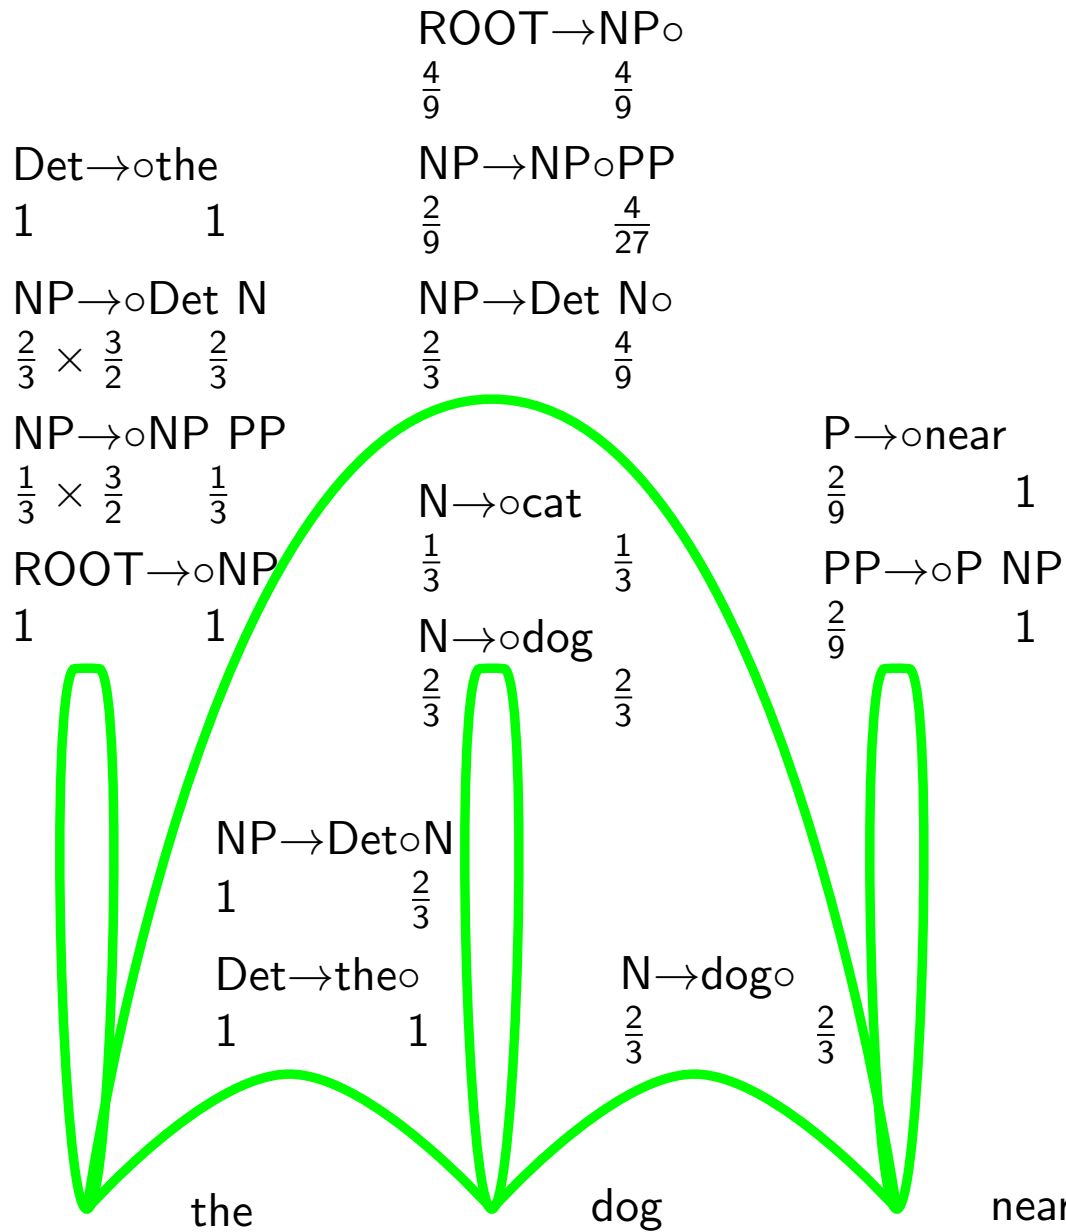 ROOT→NP∘
4/9 4/9
Det→∘the
1 1
NP→NP∘PP
2/9 4/27
NP→∘Det N
2/3 × 3/2 2/3
NP→Det N∘
2/3 4/9
NP→∘NP PP
1/3 × 3/2 1/3
P→∘near
2/9 1
N→∘cat
1/3 1/3
ROOT→∘NP
1 1
PP→∘P NP
2/9 1
N→∘dog
2/3 2/3
NP→Det∘N
1 2/3
Det→the∘
1 1
N→dog∘
2/3 2/3
the dog near